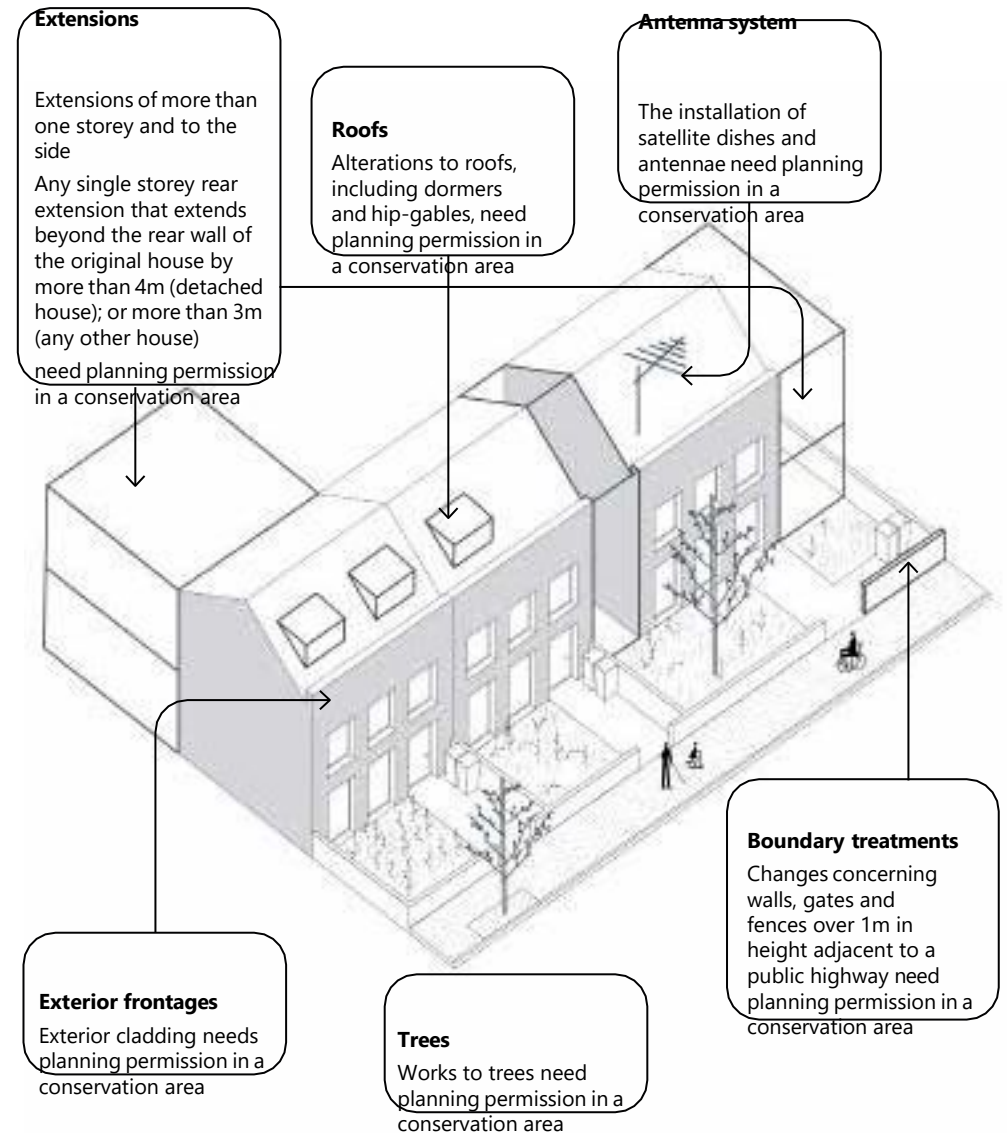 Extensions
Extensions of more than
one storey and to the
side
Any single storey rear
extension that extends
beyond the rear wall of
the original house by
more than 4m (detached
house); or more than 3m
(any other house)
need planning permission
in a conservation area
Roofs
Alterations to roofs,
including dormers
and hip-gables, need
planning permission in
a conservation area
Antenna system
The installation of
satellite dishes and
antennae need planning
permission in a
conservation area
Exterior frontages
Exterior cladding needs
planning permission in a
conservation area
Trees
Works to trees need
planning permission in a
conservation area
Boundary treatments
Changes concerning
walls, gates and
fences over 1m in
height adjacent to a
public highway need
planning permission in a
conservation area